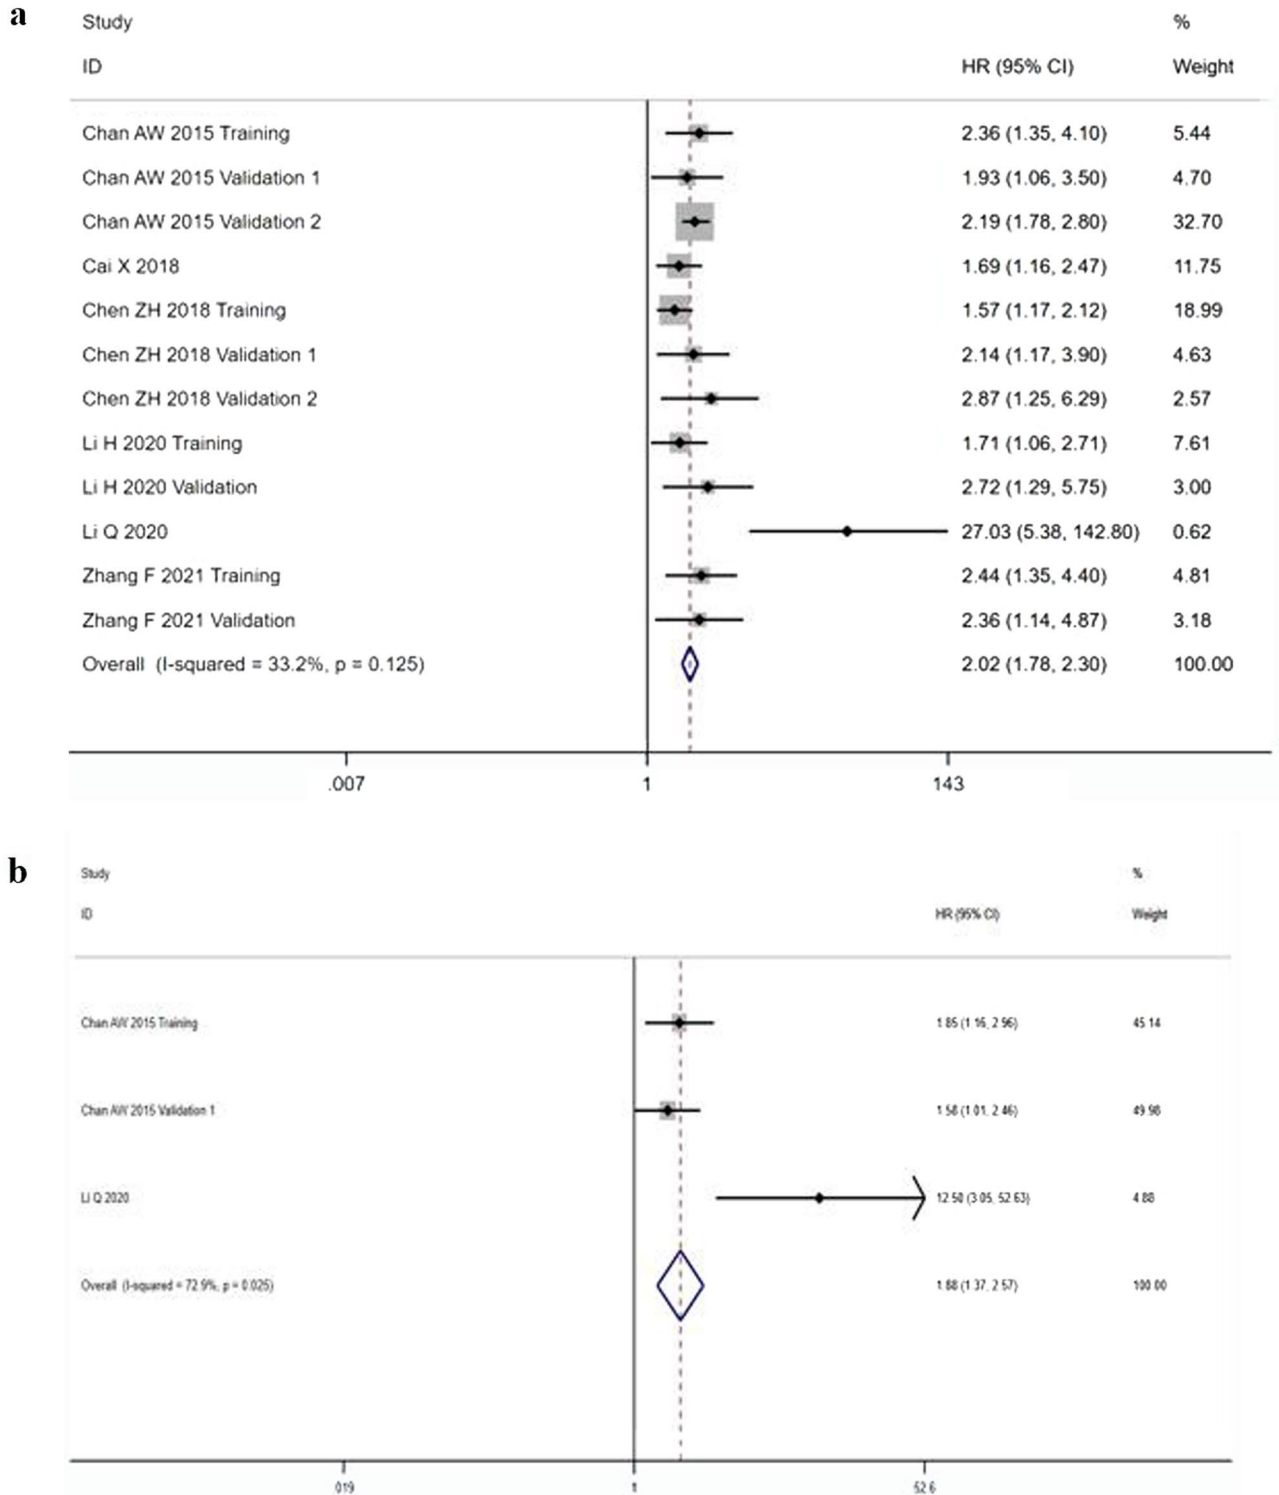 a
Study %
ID HR (95% CI) Weight
Chan AW 2015 Training 2.36 (1.35, 4.10) 5.44
Chan AW 2015 Validation 1 1.93 (1.06, 3.50) 4.70
Chan AW 2015 Validation 2 2.19 (1.78, 2.80) 32.70
Cai X 2018 1.69 (1.16, 2.47) 11.75
Chen ZH 2018 Training 1.57 (1.17, 2.12) 18.99
Chen ZH 2018 Validation 1 2.14 (1.17, 3.90) 4.63
Chen ZH 2018 Validation 2 2.87 (1.25, 6.29) 2.57
Li H 2020 Training 1.71 (1.06, 2.71) 7.61
Li H 2020 Validation 2.72 (1.29, 5.75) 3.00
Li Q 2020 27.03 (5.38, 142.80) 0.62
Zhang F 2021 Training 2.44 (1.35, 4.40) 4.81
Zhang F 2021 Validation 2.36 (1.14, 4.87) 3.18
Overall (I-squared = 33.2%, p = 0.125) 2.02 (1.78, 2.30) 100.00
.007 1 143
b
Study %
ID HR (95% CI) Weight
Chan AW 2015 Training 1.85 (1.16, 2.96) 45.14
Chan AW 2015 Validation 1 1.58 (1.01, 2.46) 49.98
Li Q 2020 12.50 (3.05, 52.63) 4.88
Overall (I-squared = 72.9%, p = 0.025) 1.88 (1.37, 2.57) 100.00
.019 1 52.6